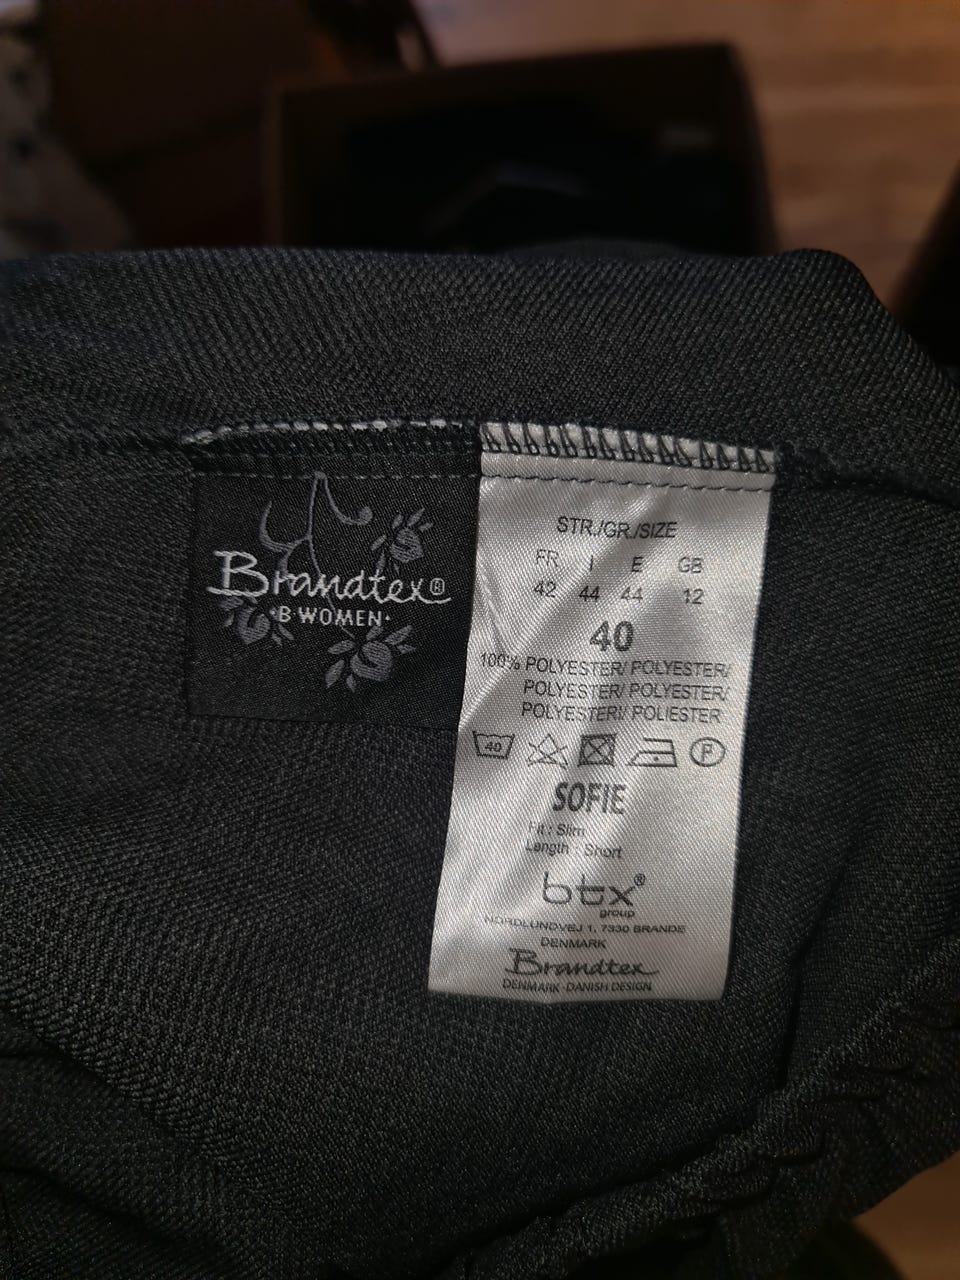 Brandtex®
·B·WOMEN·
STR./GR./SIZE
FR I E GB
42 44 44 12
40
100% POLYESTER/ POLYESTER/
POLYESTER/ POLYESTER/
POLYESTERI/ POLIESTER
40 P
SOFIE
Fit : Slim
Length : Short
btx®
group
NORDLUNDVEJ 1, 7330 BRANDE
DENMARK
Brandtex
DENMARK·DANISH DESIGN